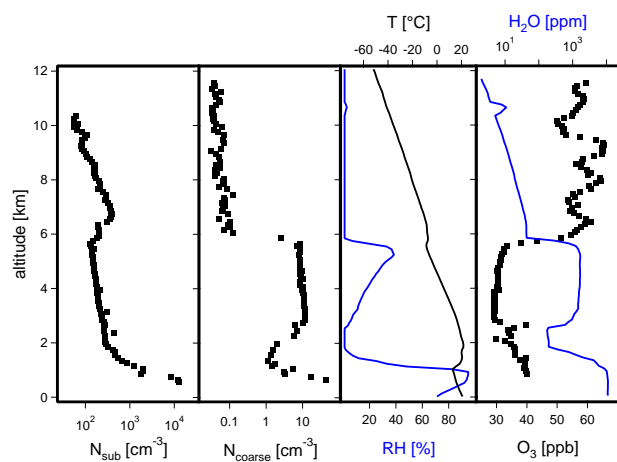 T [°C]
H₂O [ppm]
-60 -40 -20 0 20
10¹ 10³
12
10
8
6
4
2
0
altitude [km]
10² 10³ 10⁴
0.1 1 10
20 40 60 80
30 40 50 60
N_sub [cm⁻³]
N_coarse [cm⁻³]
RH [%]
O₃ [ppb]